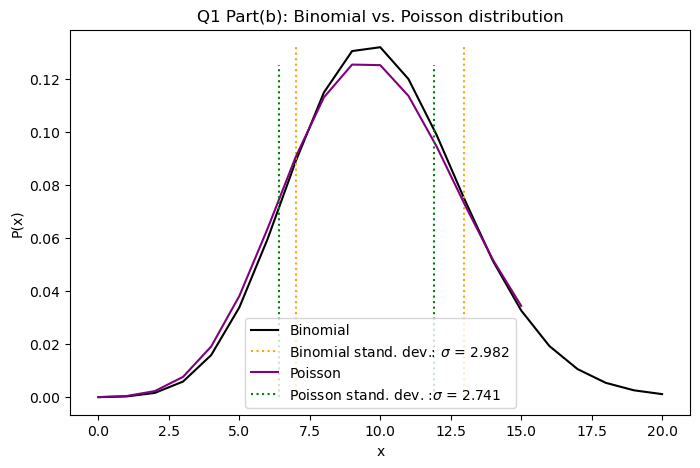 Q1 Part(b): Binomial vs. Poisson distribution
P(x)
0.12
0.10
0.08
0.06
0.04
0.02
0.00
Binomial
Binomial stand. dev.: σ = 2.982
Poisson
Poisson stand. dev. :σ = 2.741
0.0 2.5 5.0 7.5 10.0 12.5 15.0 17.5 20.0
x